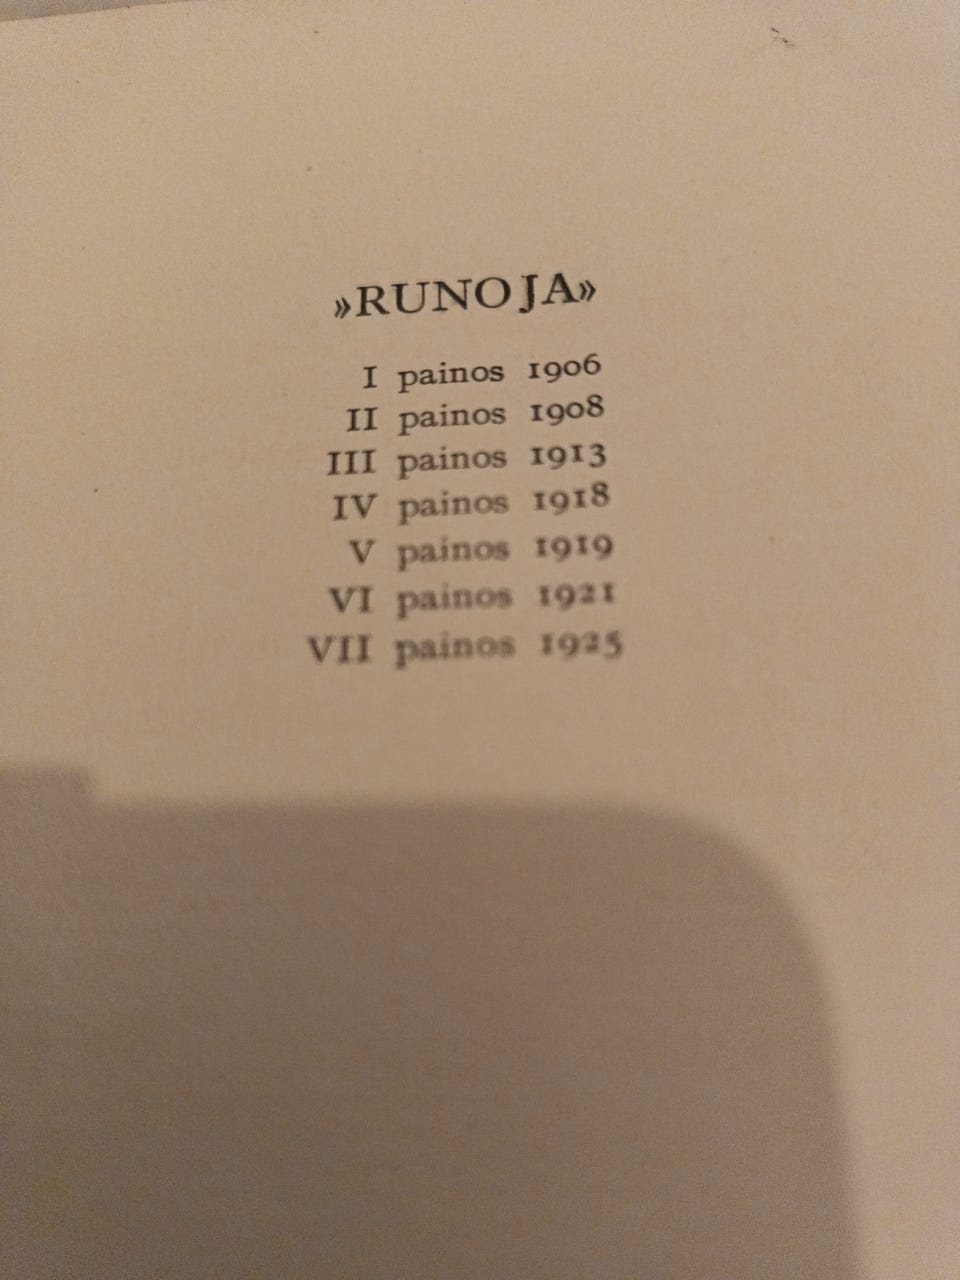 »RUNOJA»
I painos 1906
II painos 1908
III painos 1913
IV painos 1918
V painos 1919
VI painos 1921
VII painos 1925